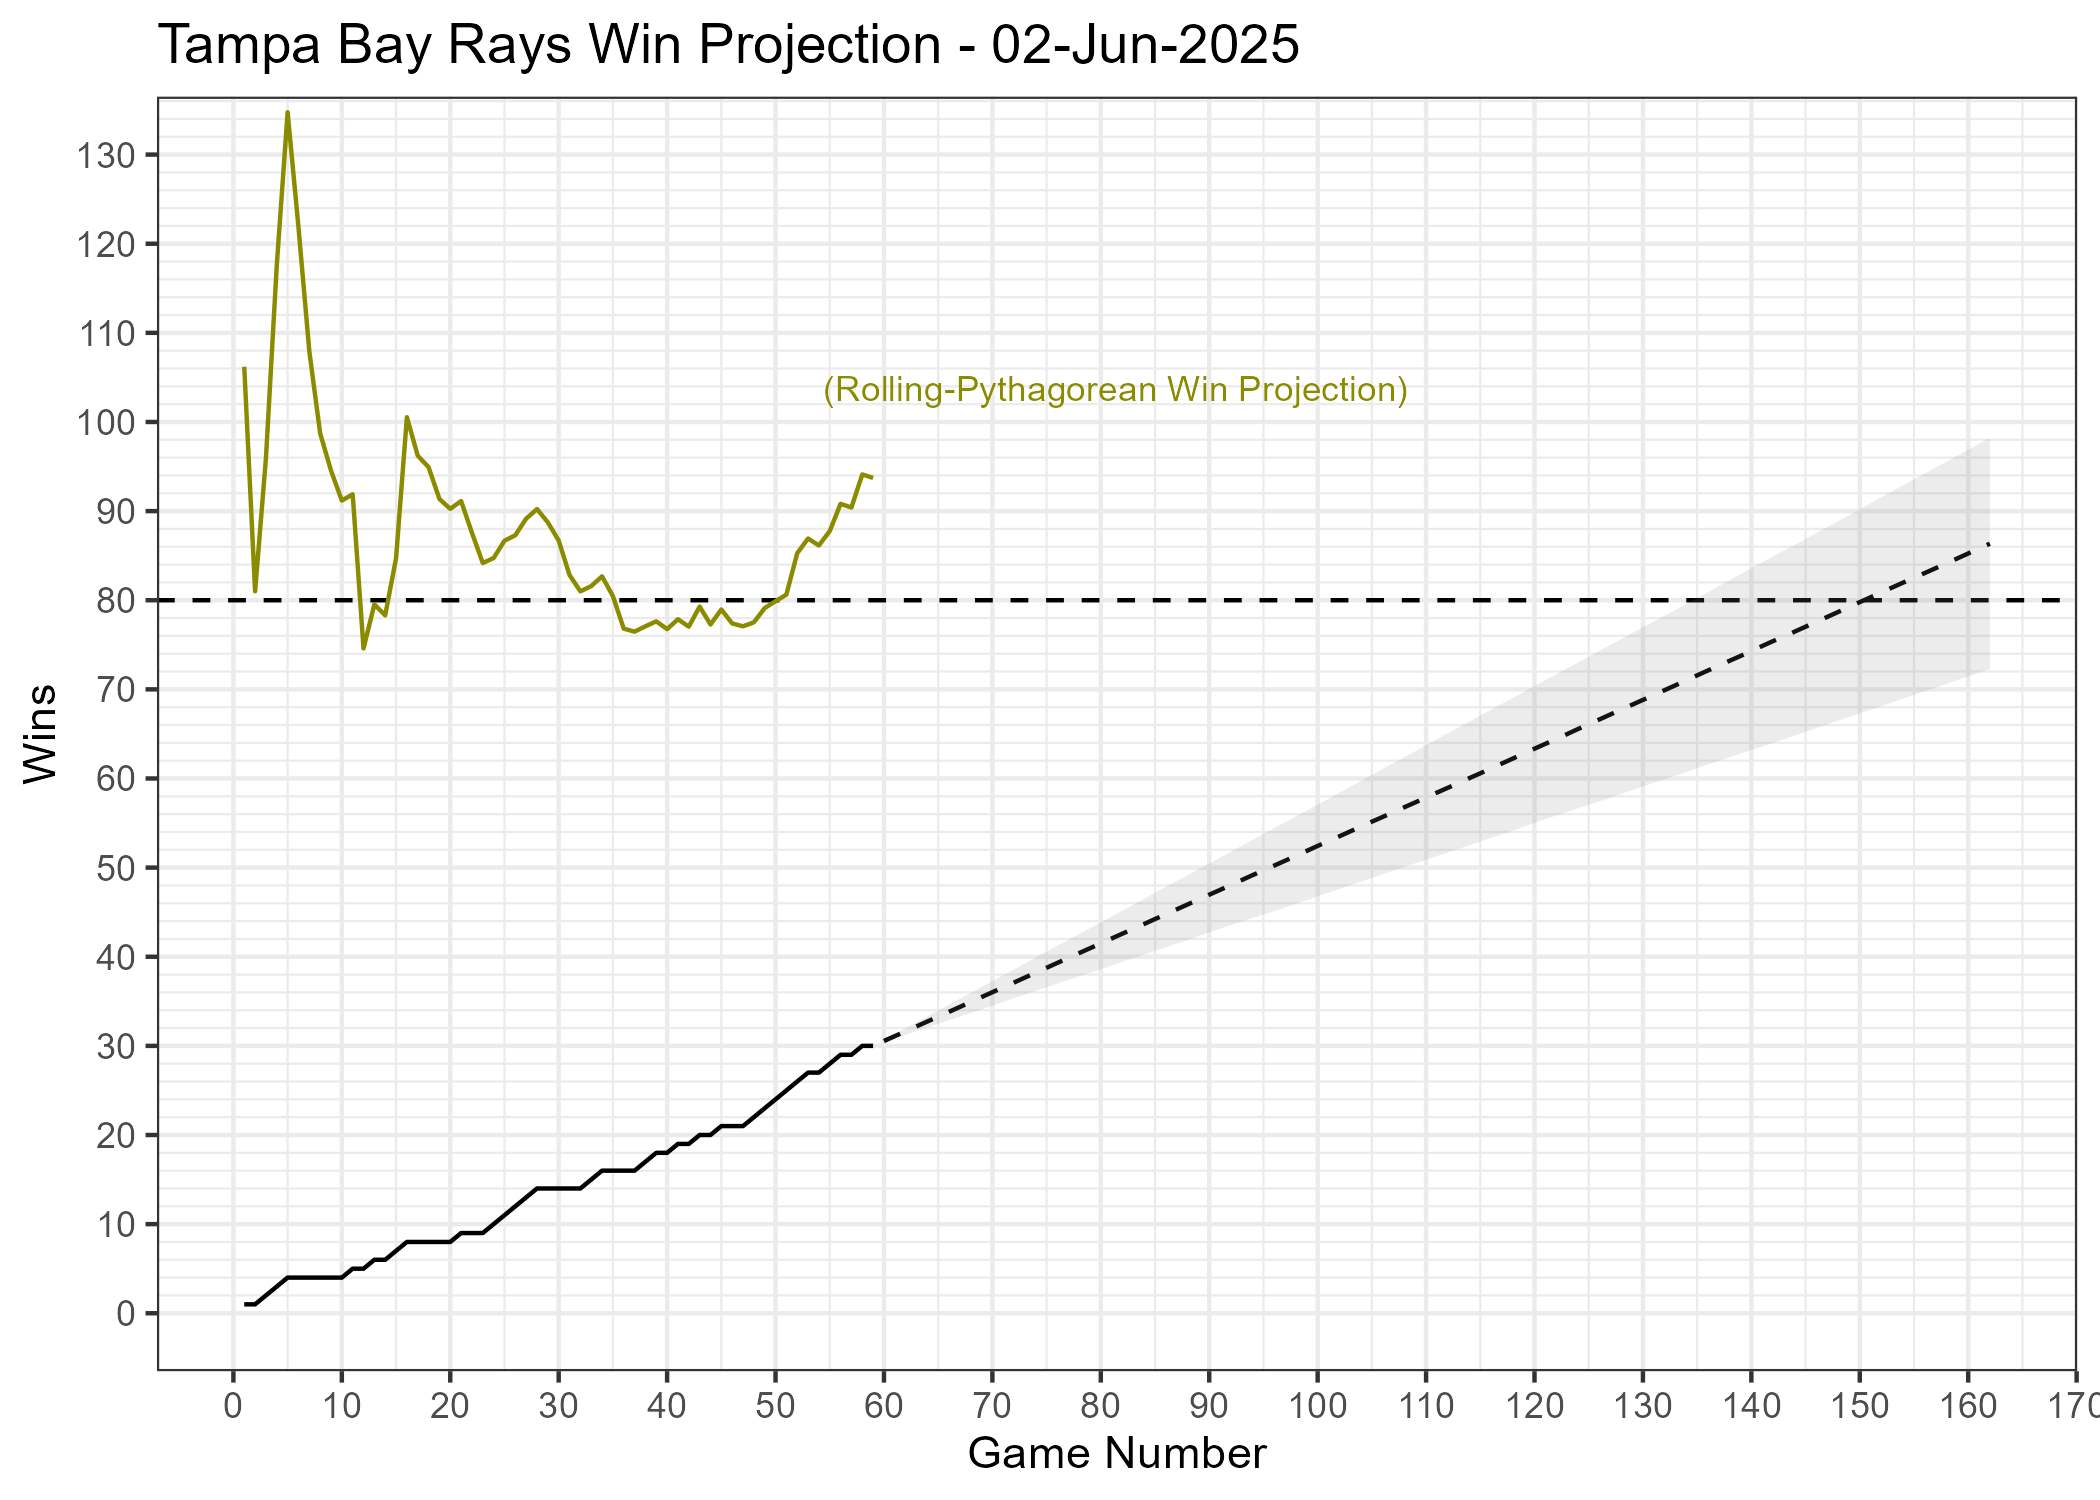 Tampa Bay Rays Win Projection - 02-Jun-2025
130
120
110
(Rolling-Pythagorean Win Projection)
100
90
80
70
60
50
40
30
20
10
0
Wins
0 10 20 30 40 50 60 70 80 90 100 110 120 130 140 150 160 170
Game Number